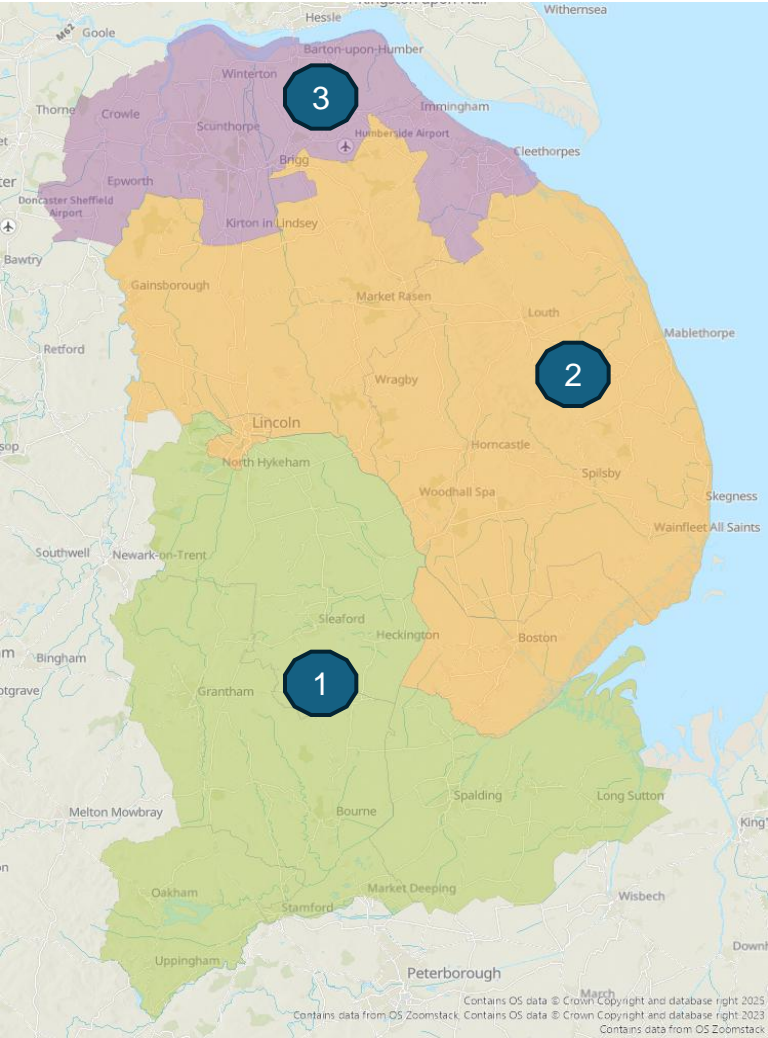 Hessle
Withernsea
M62
Goole
Barton-upon-Humber
Winterton
3
Thorne
Crowle
Immingham
Scunthorpe
Humberside Airport
Brigg
Cleethorpes
Epworth
Doncaster Sheffield
Airport
Kirton in Lindsey
Bawtry
Gainsborough
Market Rasen
Louth
Mablethorpe
Retford
2
Wragby
Lincoln
Horncastle
North Hykeham
Spilsby
Woodhall Spa
Skegness
Wainfleet All Saints
Southwell
Newark-on-Trent
Sleaford
Heckington
Boston
Bingham
1
Grantham
Spalding
Long Sutton
Melton Mowbray
Bourne
King'
Oakham
Market Deeping
Stamford
Wisbech
Uppingham
Peterborough
Downh
March
Contains OS data © Crown Copyright and database right 2025
Contains data from OS Zoomstack, Contains OS data © Crown Copyright and database right 2023
Contains data from OS Zoomstack